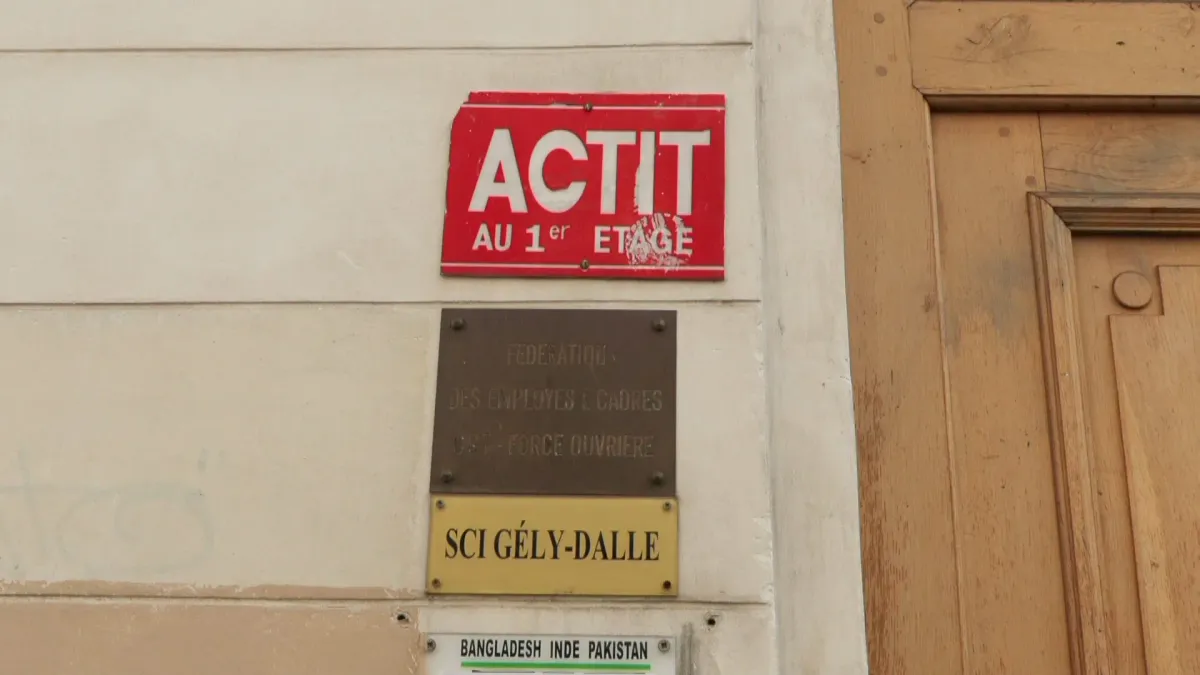 ACTIT
AU 1er ETAGE
FEDERATION
DES EMPLOYES & CADRES
FORCE OUVRIERE
SCI GÉLY-DALLE
BANGLADESH INDE PAKISTAN